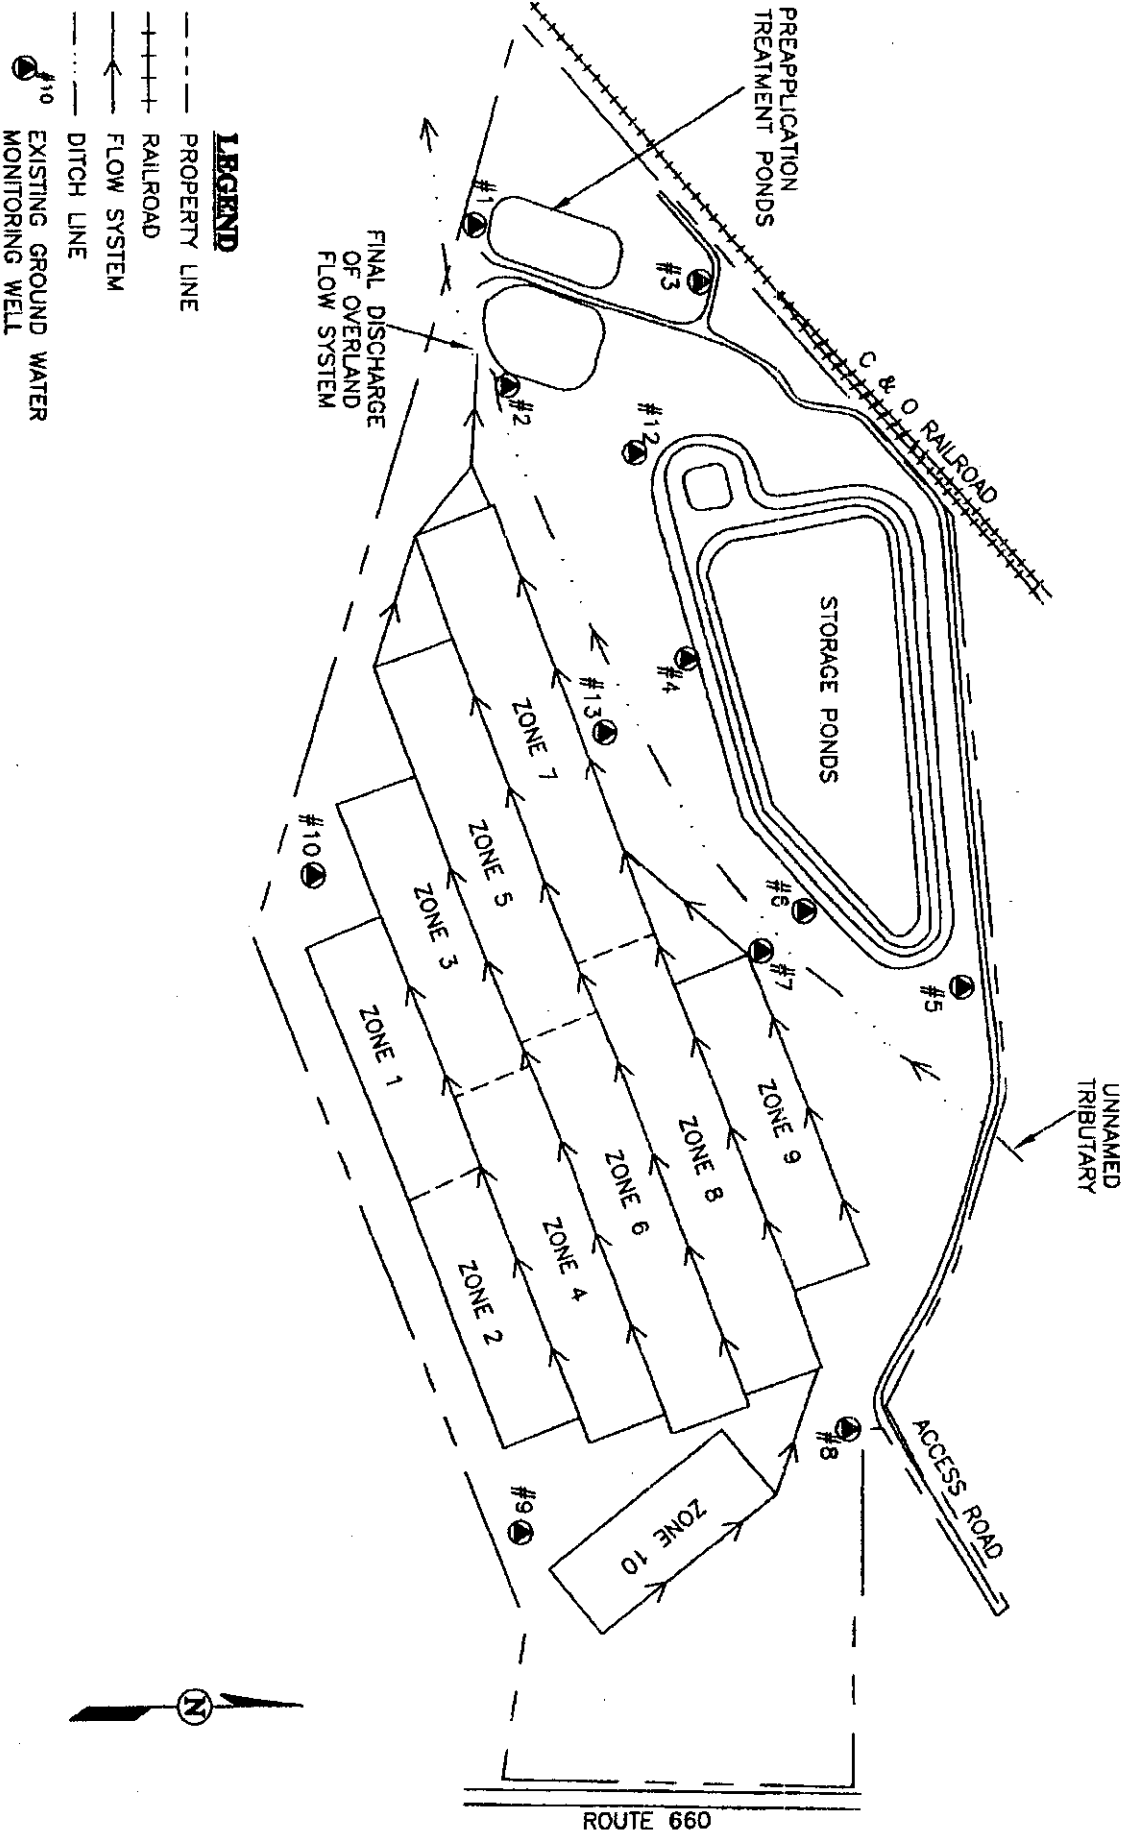 PREAPPLICATION
TREATMENT PONDS
C & O RAILROAD
UNNAMED
TRIBUTARY
ACCESS ROAD
ROUTE 660
STORAGE PONDS
#1
#2
#3
#12
#4
#13
#6
#7
#5
#8
#9
#10
FINAL DISCHARGE
OF OVERLAND
FLOW SYSTEM
ZONE 7
ZONE 5
ZONE 3
ZONE 1
ZONE 9
ZONE 8
ZONE 6
ZONE 4
ZONE 2
ZONE 10
N
LEGEND
PROPERTY LINE
RAILROAD
FLOW SYSTEM
DITCH LINE
#10
EXISTING GROUND WATER
MONITORING WELL